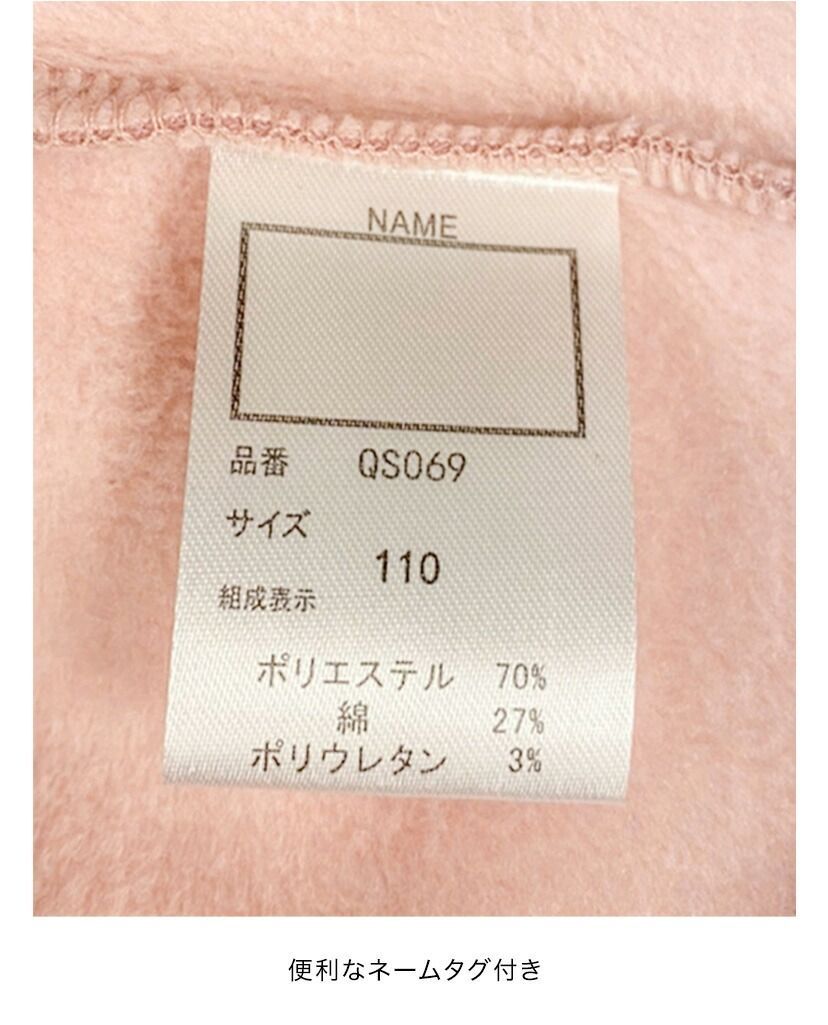 NAME
品番 QS069
サイズ
110
組成表示
ポリエステル 70%
綿 27%
ポリウレタン 3%
便利なネームタグ付き